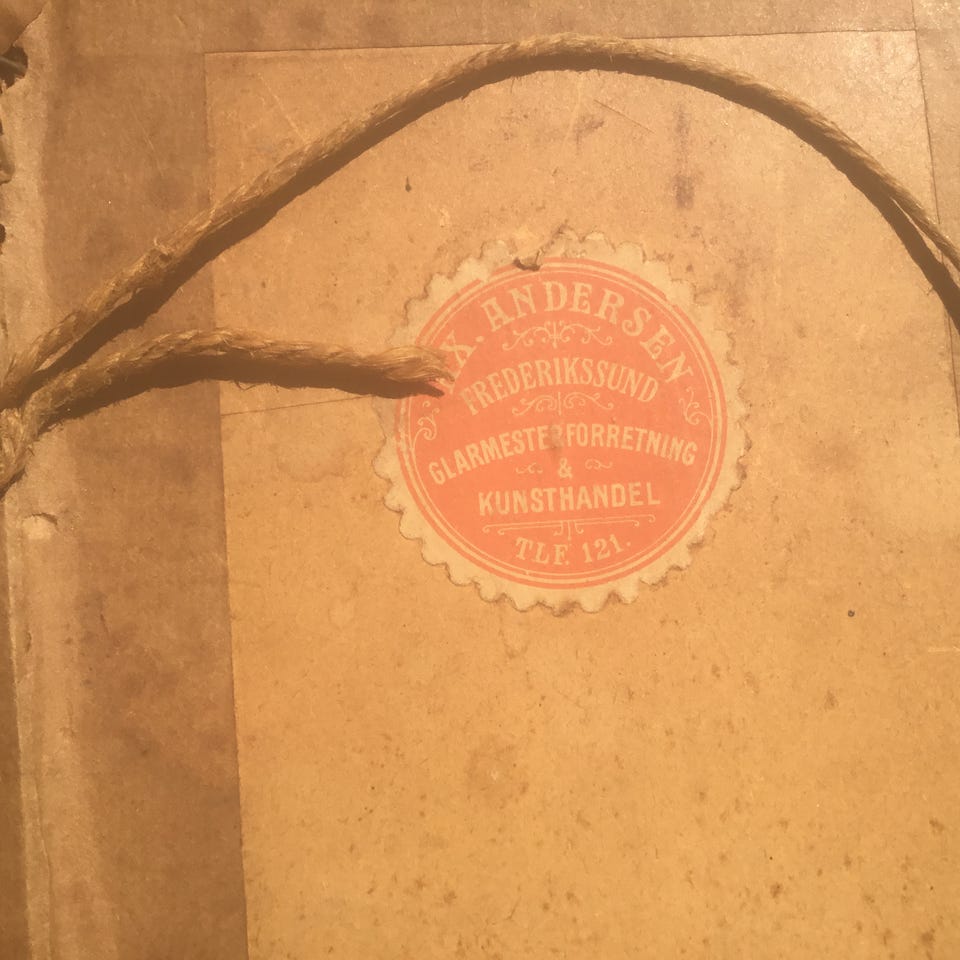 X. ANDERSEN
FREDERIKSSUND
GLARMESTERFORRETNING
&
KUNSTHANDEL
TLF. 121.